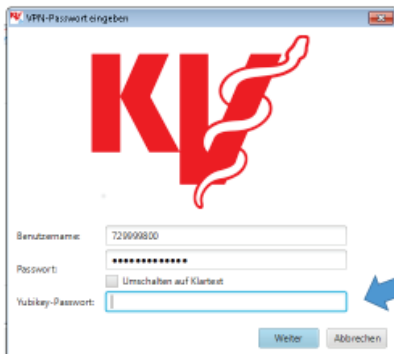 VPN-Passwort eingeben
KV
Benutzername: 729999800
Passwort: •••••••••••••
Umschalten auf Klartext
Yubikey-Passwort:
Weiter Abbrechen